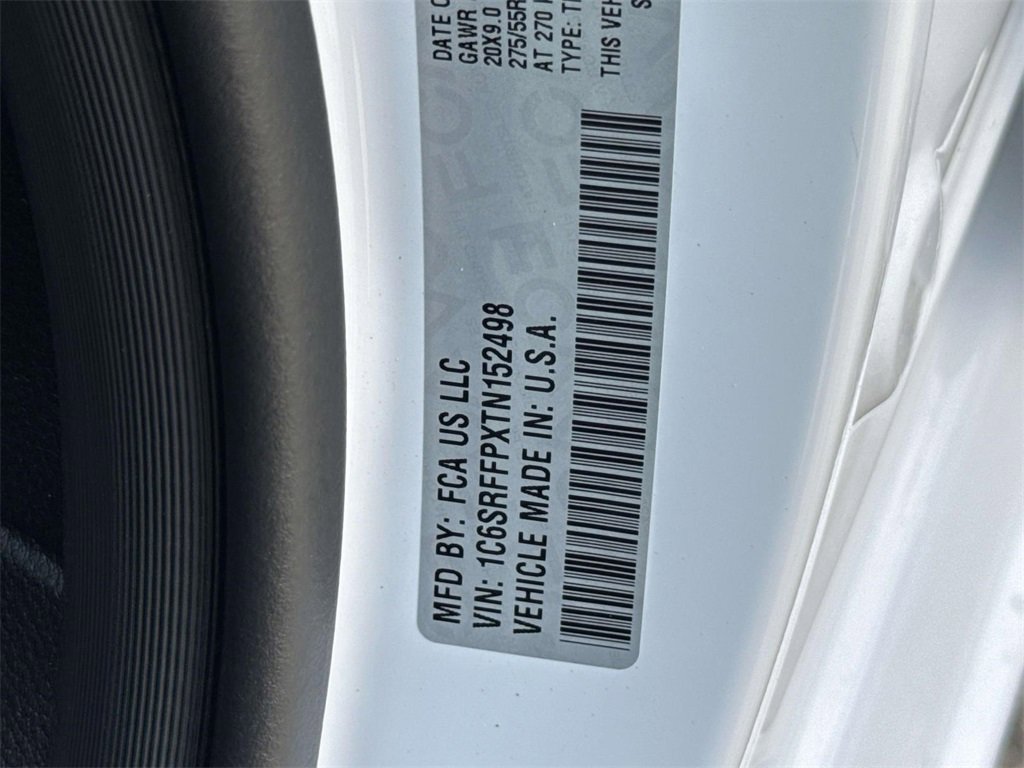 MFD BY: FCA US LLC
VIN: 1C6SRFFPXTN152498
VEHICLE MADE IN: U.S.A.
DATE O
GAWR
20X9.0
275/55R
AT 270
TYPE:
THIS VEH